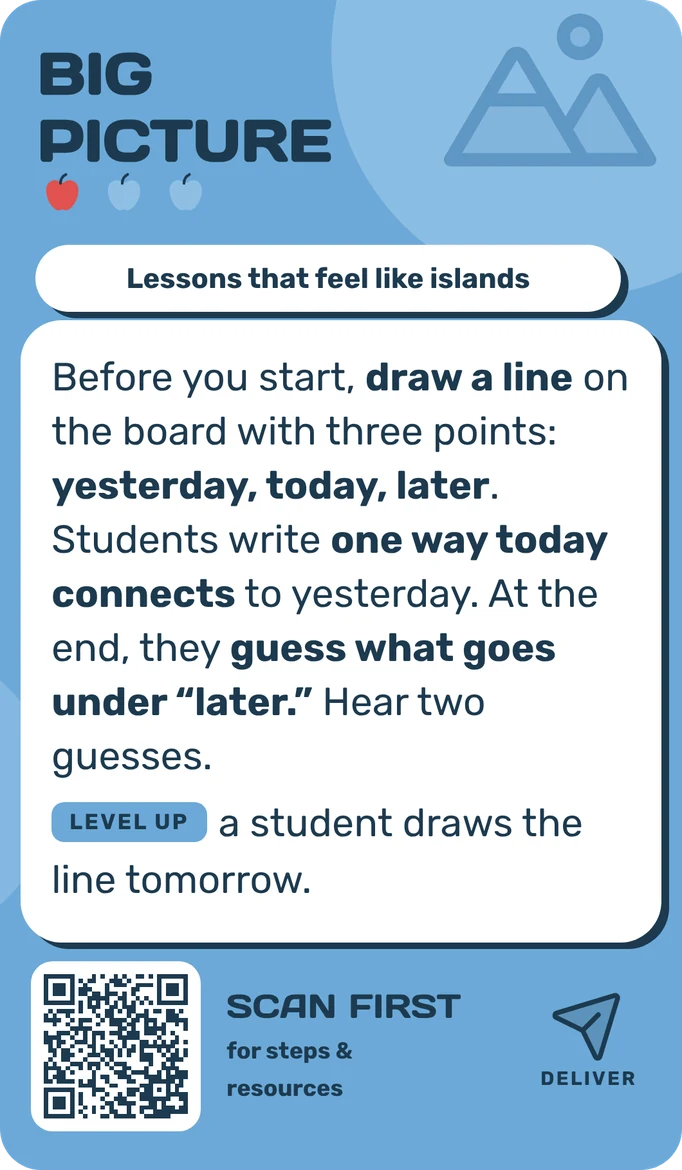 BIG
PICTURE
Lessons that feel like islands
Before you start, draw a line on
the board with three points:
yesterday, today, later.
Students write one way today
connects to yesterday. At the
end, they guess what goes
under “later.” Hear two
guesses.
LEVEL UP a student draws the
line tomorrow.
SCAN FIRST
for steps &
resources
DELIVER